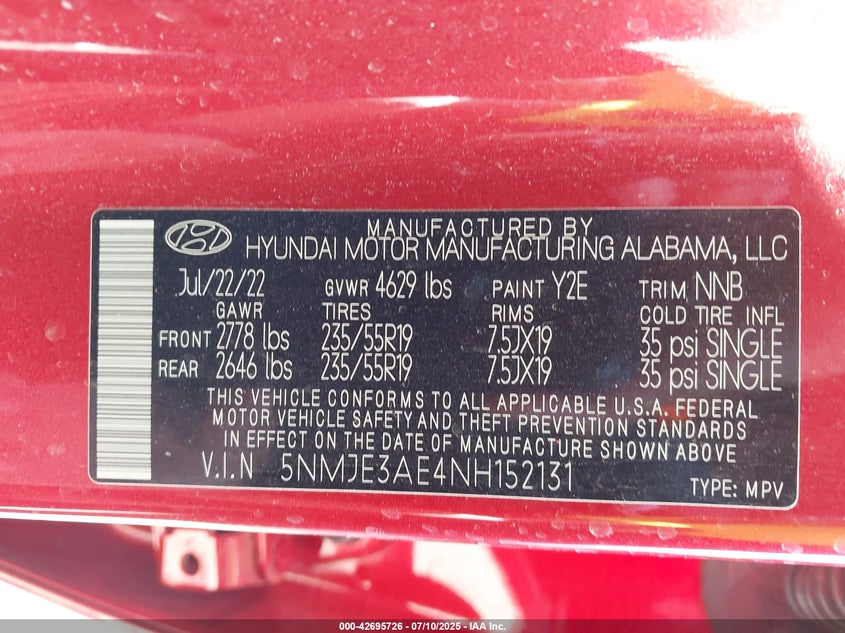 MANUFACTURED BY
HYUNDAI MOTOR MANUFACTURING ALABAMA, LLC
Jul/22/22 GVWR 4629 lbs PAINT Y2E TRIM NNB
GAWR TIRES RIMS COLD TIRE INFL
FRONT 2778 lbs 235/55R19 7.5JX19 35 psi SINGLE
REAR 2646 lbs 235/55R19 7.5JX19 35 psi SINGLE
THIS VEHICLE CONFORMS TO ALL APPLICABLE U.S.A. FEDERAL
MOTOR VEHICLE SAFETY AND THEFT PREVENTION STANDARDS
IN EFFECT ON THE DATE OF MANUFACTURE SHOWN ABOVE
V.I.N 5NMJE3AE4NH152131 TYPE: MPV
000-42695726 - 07/10/2025 - IAA Inc.